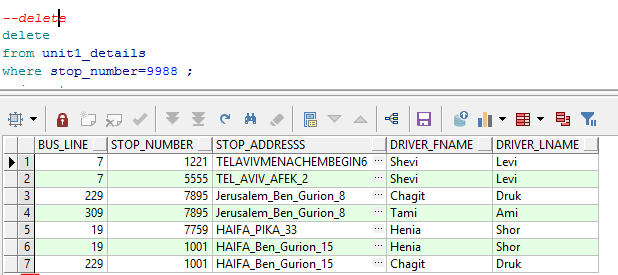 --delete
delete
from unit1_details
where stop_number=9988 ;
BUS_LINE STOP_NUMBER STOP_ADDRESSS DRIVER_FNAME DRIVER_LNAME
1 7 1221 TELAVIVMENACHEMBEGIN6 ... Shevi Levi
2 7 5555 TEL_AVIV_AFEK_2 ... Shevi Levi
3 229 7895 Jerusalem_Ben_Gurion_8 ... Chagit Druk
4 309 7895 Jerusalem_Ben_Gurion_8 ... Tami Ami
5 19 7759 HAIFA_PIKA_33 ... Henia Shor
6 19 1001 HAIFA_Ben_Gurion_15 ... Henia Shor
7 229 1001 HAIFA_Ben_Gurion_15 ... Chagit Druk